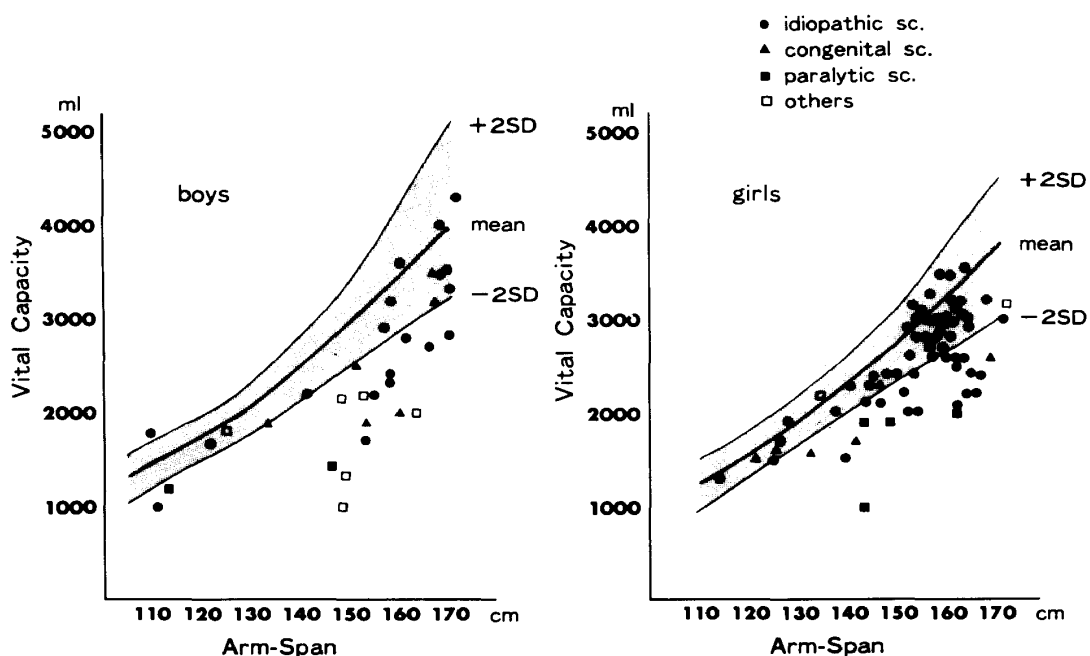 idiopathic sc.
congenital sc.
paralytic sc.
others
ml
5000
4000
3000
2000
1000
Vital Capacity
boys
+2SD
mean
−2SD
110 120 130 140 150 160 170 cm
Arm-Span
ml
5000
4000
3000
2000
1000
Vital Capacity
girls
+2SD
mean
−2SD
110 120 130 140 150 160 170 cm
Arm-Span